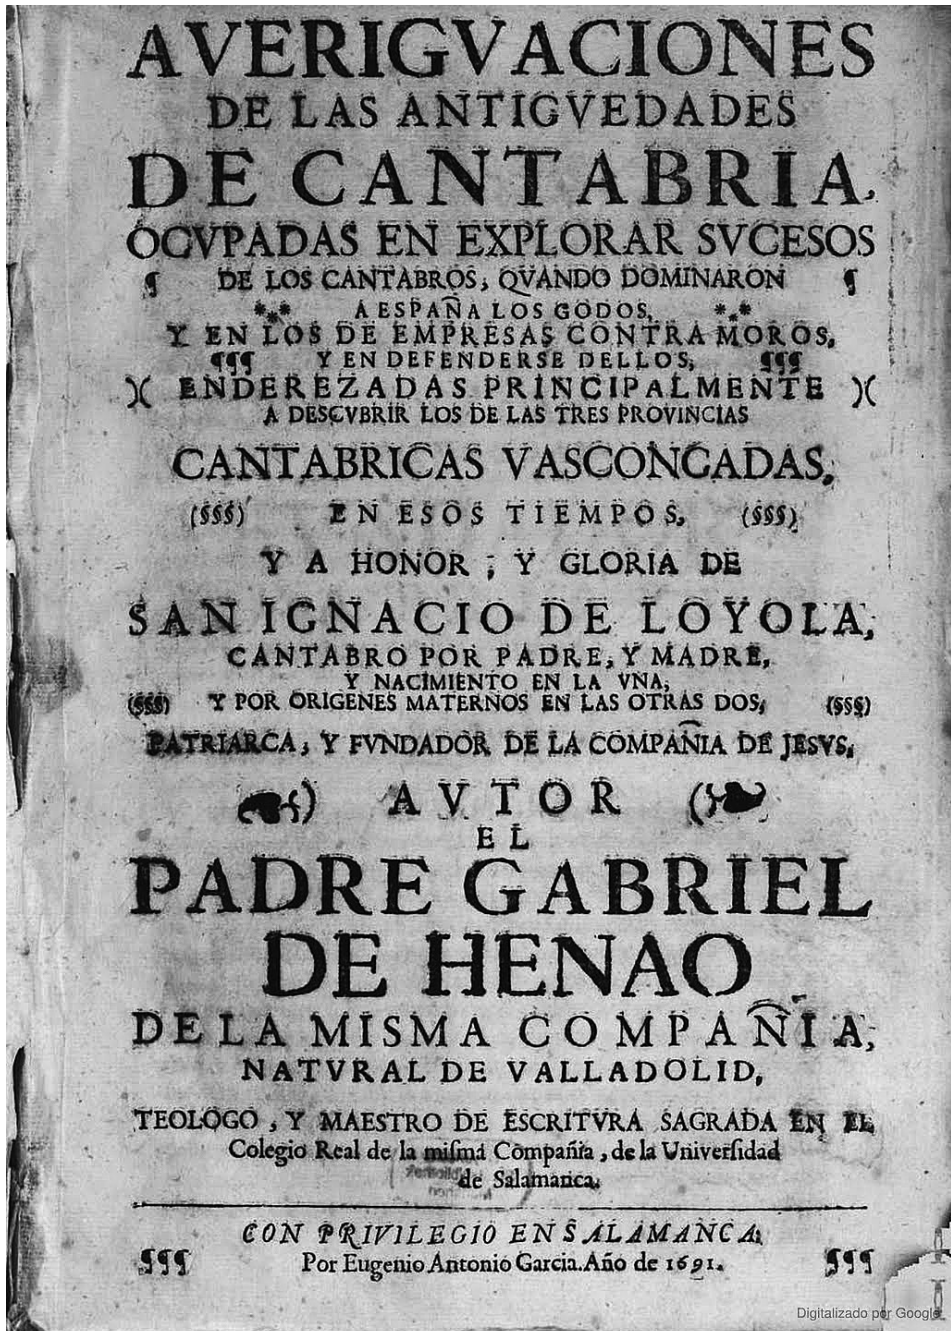 AVERIGVACIONES
DE LAS ANTIGVEDADES
DE CANTABRIA,
OCVPADAS EN EXPLORAR SVCESOS
¶ DE LOS CANTABROS, QVANDO DOMINARON ¶
*** A ESPAÑA LOS GODOS, ***
Y EN LOS DE EMPRESAS CONTRA MOROS,
¶¶¶ Y EN DEFENDERSE DELLOS, ¶¶¶
)( ENDEREZADAS PRINCIPALMENTE )(
A DESCVBRIR LOS DE LAS TRES PROVINCIAS
CANTABRICAS VASCONGADAS,
(§§§) EN ESOS TIEMPOS, (§§§)
Y A HONOR, Y GLORIA DE
SAN IGNACIO DE LOYOLA,
CANTABRO POR PADRE, Y MADRE,
Y NACIMIENTO EN LA VNA,
(§§§) Y POR ORIGENES MATERNOS EN LAS OTRAS DOS, (§§§)
PATRIARCA, Y FVNDADOR DE LA COMPAÑIA DE JESVS,
AVTOR
EL
PADRE GABRIEL
DE HENAO
DE LA MISMA COMPAÑIA,
NATVRAL DE VALLADOLID,
TEOLOGO, Y MAESTRO DE ESCRITVRA SAGRADA EN EL
Colegio Real de la misma Compañia, de la Universidad
de Salamanca.
CON PRIVILEGIO EN SALAMANCA.
¶¶¶ Por Eugenio Antonio Garcia. Año de 1691. ¶¶¶
Digitalizado por Google